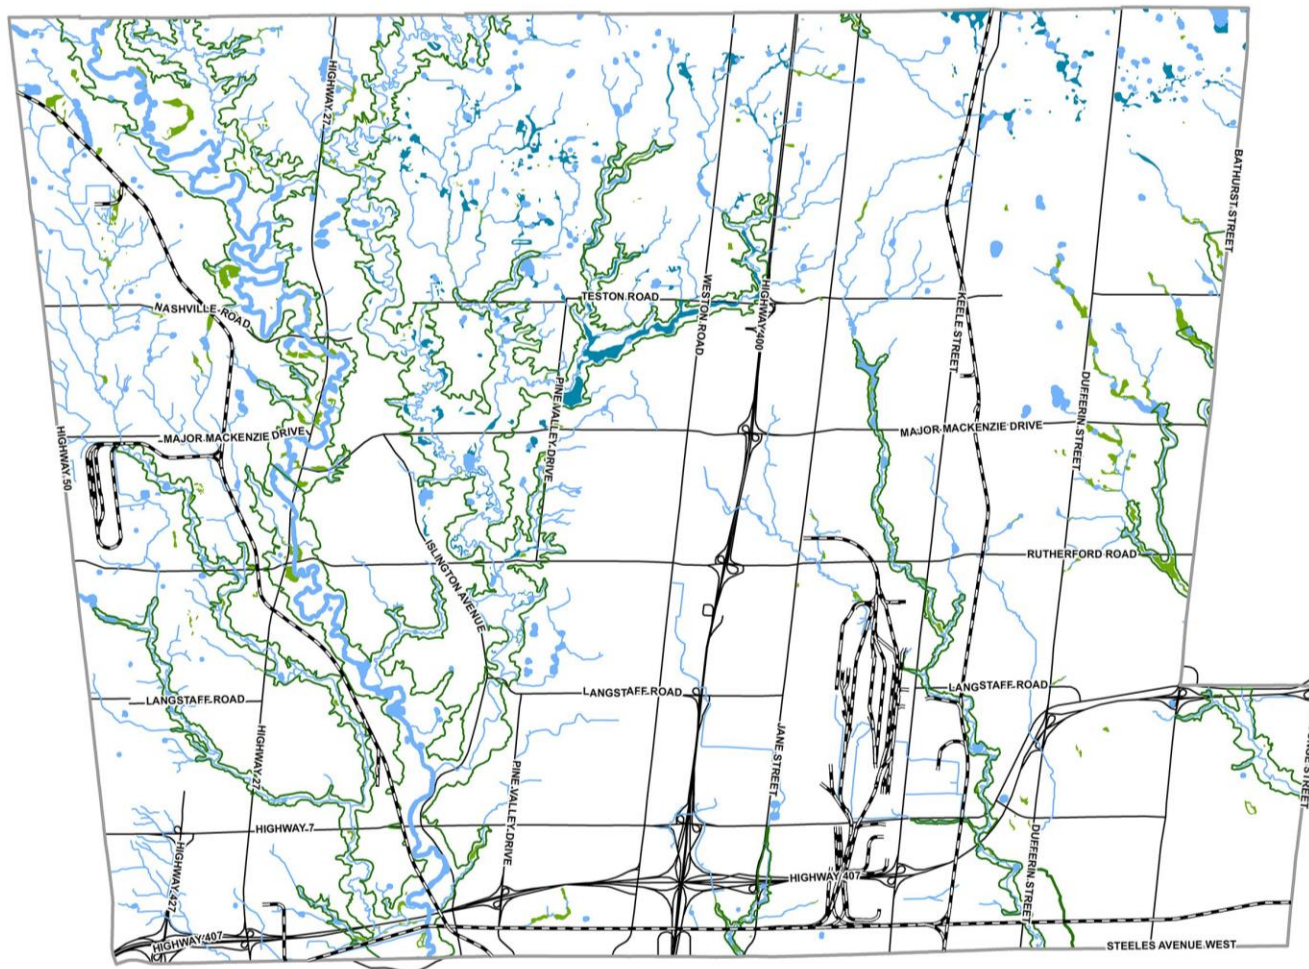 HIGHWAY 27
BATHURST STREET
TESTON ROAD
WESTON ROAD
HIGHWAY 400
KEELE STREET
NASHVILLE ROAD
PINE VALLEY DRIVE
DUFFERIN STREET
MAJOR MACKENZIE DRIVE
MAJOR MACKENZIE DRIVE
HIGHWAY 50
ISLINGTON AVENUE
RUTHERFORD ROAD
LANGSTAFF ROAD
LANGSTAFF ROAD
LANGSTAFF ROAD
HIGHWAY 27
JANE STREET
PINE VALLEY DRIVE
STREET
HIGHWAY 7
HIGHWAY 427
DUFFERIN STREET
HIGHWAY 407
HIGHWAY 407
STEELES AVENUE WEST